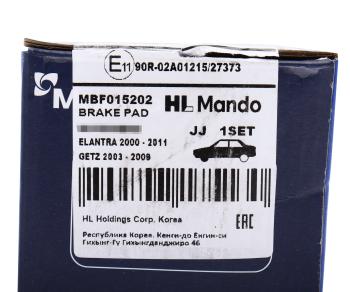 E11 90R-02A01215/27373
M
MBF015202
BRAKE PAD
HL Mando
JJ 1SET
ELANTRA 2000 - 2011
GETZ 2003 - 2009
HL Holdings Corp. Korea
EAC
Республика Корея, Кенги-до Енгин-си
Гихынг-Гу Гихынгданджиро 46